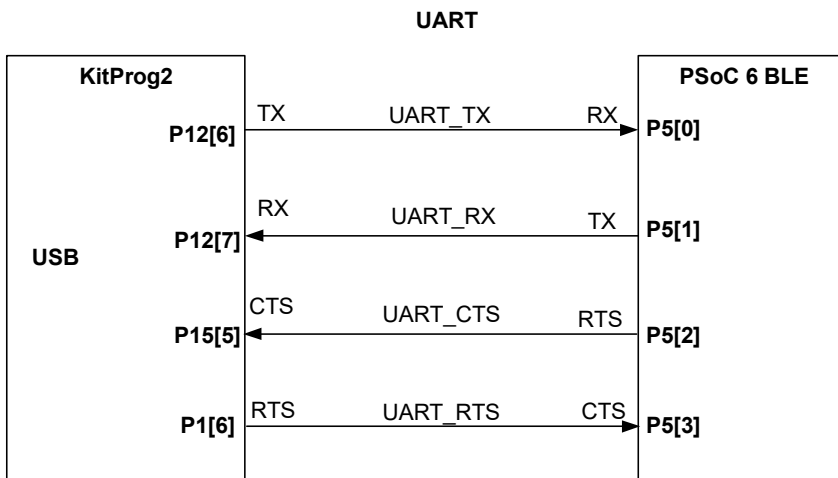 UART
KitProg2
PSoC 6 BLE
TX UART_TX RX
P12[6] P5[0]
RX UART_RX TX
P12[7] P5[1]
USB
CTS UART_CTS RTS
P15[5] P5[2]
RTS UART_RTS CTS
P1[6] P5[3]